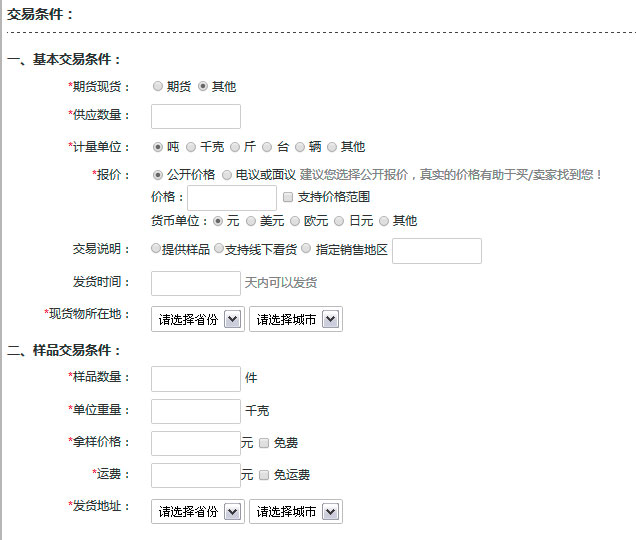 交易条件：
一、基本交易条件：
*期货现货： 期货 其他
*供应数量：
*计量单位： 吨 千克 斤 台 辆 其他
*报价： 公开价格 电议或面议 建议您选择公开报价，真实的价格有助于买/卖家找到您！
价格： 支持价格范围
货币单位： 元 美元 欧元 日元 其他
交易说明： 提供样品 支持线下看货 指定销售地区
发货时间： 天内可以发货
*现货物所在地： 请选择省份 请选择城市
二、样品交易条件：
*样品数量： 件
*单位重量： 千克
*拿样价格： 元 免费
*运费： 元 免运费
*发货地址： 请选择省份 请选择城市